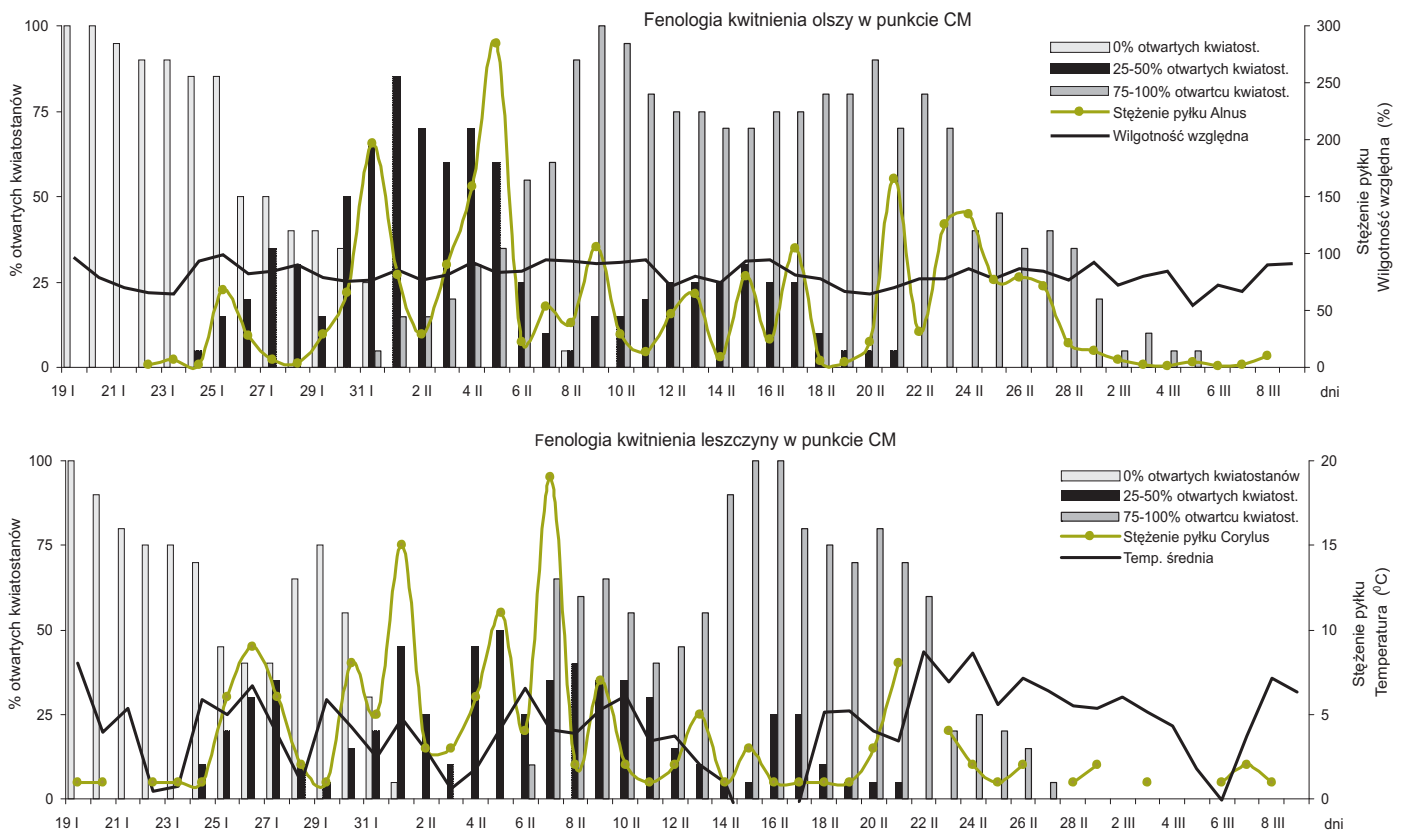 Fenologia kwitnienia olszy w punkcie CM
% otwartych kwiatostanów
100
75
50
25
0
0% otwartych kwiatost.
25-50% otwartych kwiatost.
75-100% otwartcu kwiatost.
Stężenie pyłku Alnus
Wilgotność względna
300
250
200
150
100
50
0
Stężenie pyłku
Wilgotność względna (%)
19 I 21 I 23 I 25 I 27 I 29 I 31 I 2 II 4 II 6 II 8 II 10 II 12 II 14 II 16 II 18 II 20 II 22 II 24 II 26 II 28 II 2 III 4 III 6 III 8 III dni
Fenologia kwitnienia leszczyny w punkcie CM
% otwartych kwiatostanów
100
75
50
25
0
0% otwartych kwiatostanów
25-50% otwartych kwiatost.
75-100% otwartcu kwiatost.
Stężenie pyłku Corylus
Temp. średnia
20
15
10
5
0
Stężenie pyłku
Temperatura (⁰C)
19 I 21 I 23 I 25 I 27 I 29 I 31 I 2 II 4 II 6 II 8 II 10 II 12 II 14 II 16 II 18 II 20 II 22 II 24 II 26 II 28 II 2 III 4 III 6 III 8 III dni